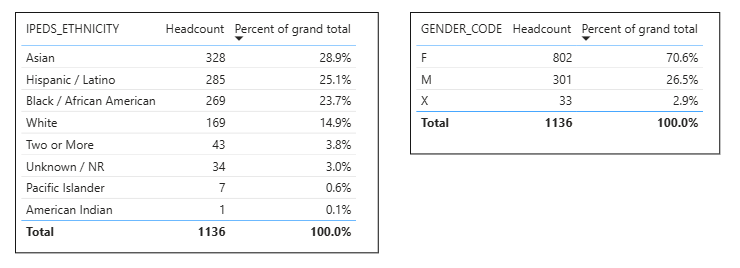 IPEDS_ETHNICITY Headcount Percent of grand total
Asian 328 28.9%
Hispanic / Latino 285 25.1%
Black / African American 269 23.7%
White 169 14.9%
Two or More 43 3.8%
Unknown / NR 34 3.0%
Pacific Islander 7 0.6%
American Indian 1 0.1%
Total 1136 100.0%
GENDER_CODE Headcount Percent of grand total
F 802 70.6%
M 301 26.5%
X 33 2.9%
Total 1136 100.0%